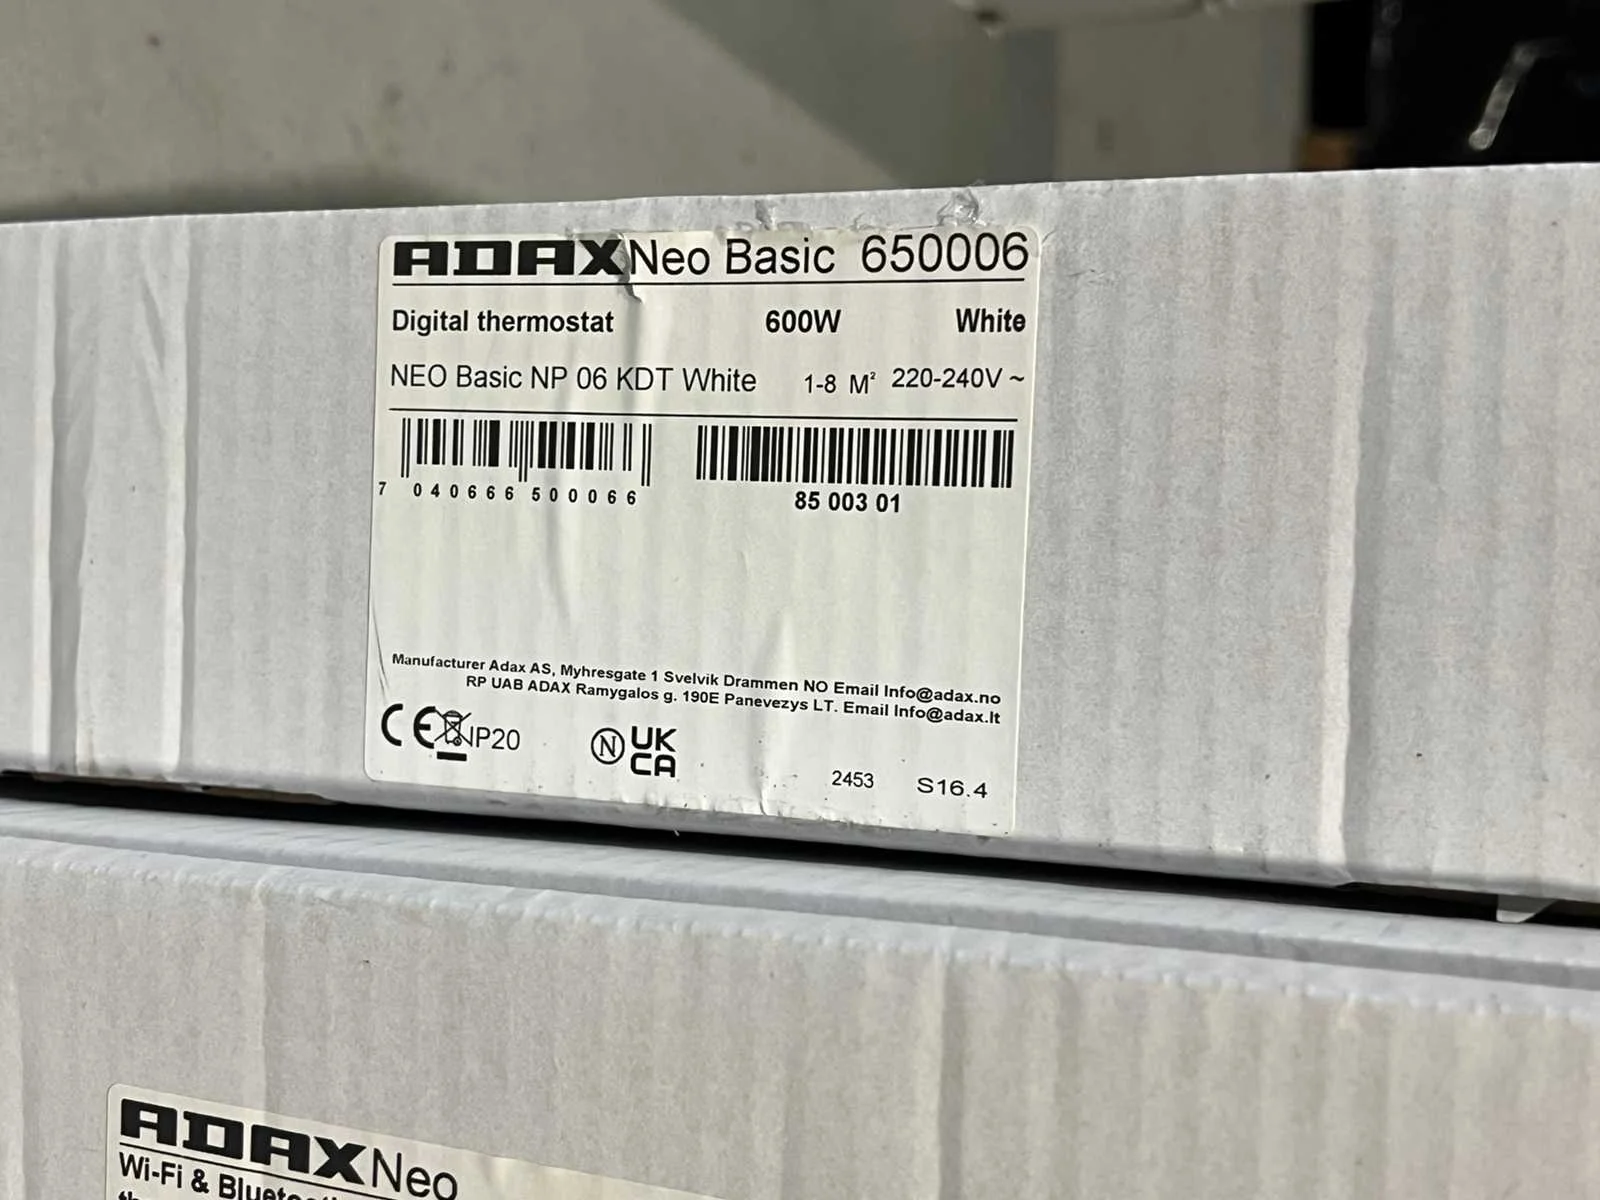 ADAX Neo Basic 650006
Digital thermostat 600W White
NEO Basic NP 06 KDT White 1-8 M² 220-240V ~
7 040666 500066
85 003 01
Manufacturer Adax AS, Myhresgate 1 Svelvik Drammen NO Email Info@adax.no
RP UAB ADAX Ramygalos g. 190E Panevezys LT. Email Info@adax.lt
CE IP20 N UK
CA
2453 S16.4
ADAX Neo
Wi-Fi &